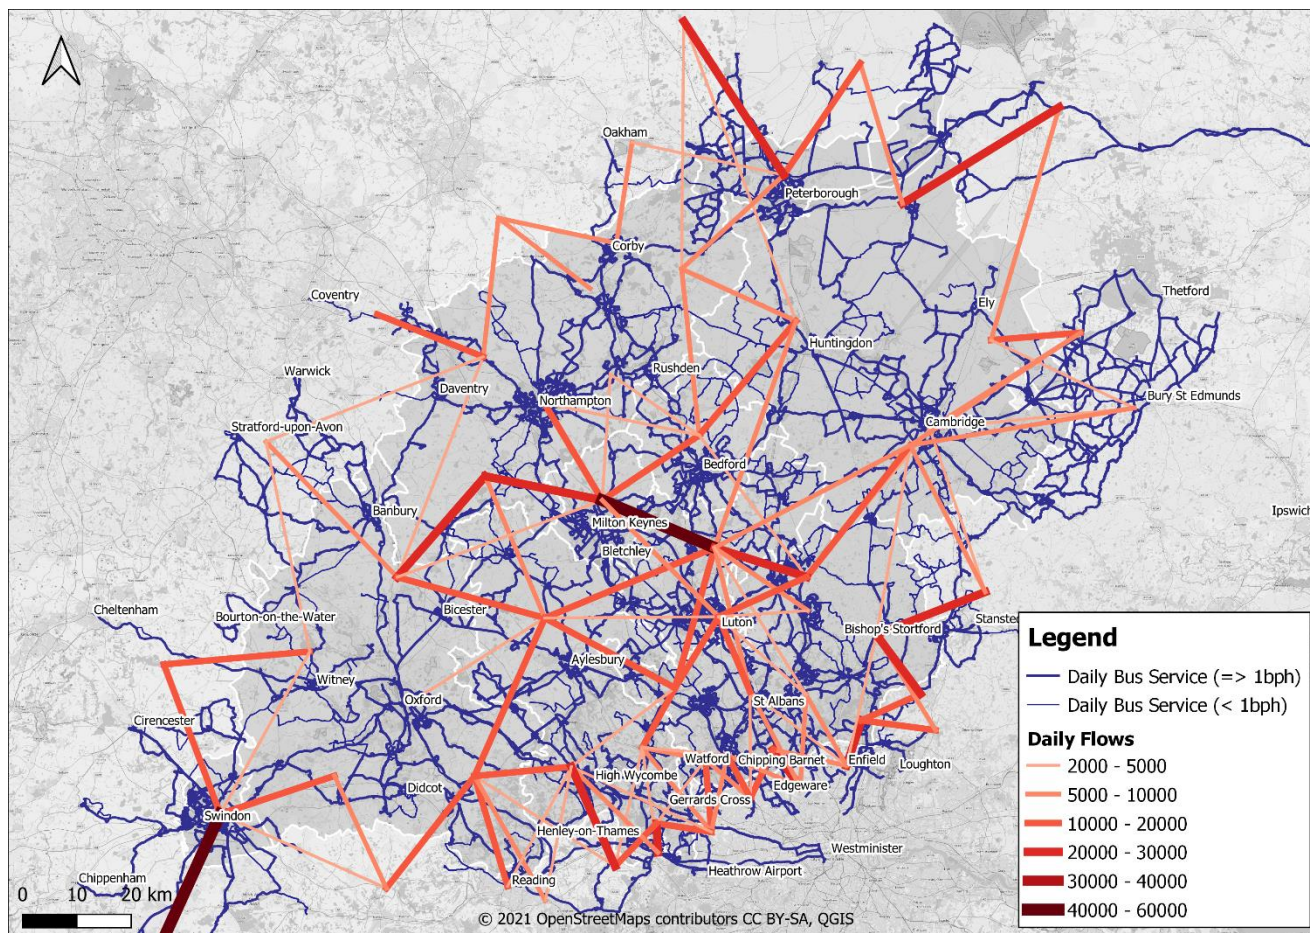 Oakham
Peterborough
Corby
Coventry
Ely
Thetford
Huntingdon
Warwick
Rushden
Daventry
Northampton
Bury St Edmunds
Stratford-upon-Avon
Cambridge
Bedford
Banbury
Milton Keynes
Ipswich
Bletchley
Cheltenham
Bicester
Bourton-on-the-Water
Luton
Bishop's Stortford
Stansted
Aylesbury
Witney
Oxford
St Albans
Cirencester
Watford
Chipping Barnet
Enfield
Loughton
High Wycombe
Edgeware
Didcot
Gerrards Cross
Swindon
Henley-on-Thames
Westminister
Heathrow Airport
Reading
Chippenham
0 10 20 km
© 2021 OpenStreetMaps contributors CC BY-SA, QGIS
Legend
Daily Bus Service (=> 1bph)
Daily Bus Service (< 1bph)
Daily Flows
2000 - 5000
5000 - 10000
10000 - 20000
20000 - 30000
30000 - 40000
40000 - 60000